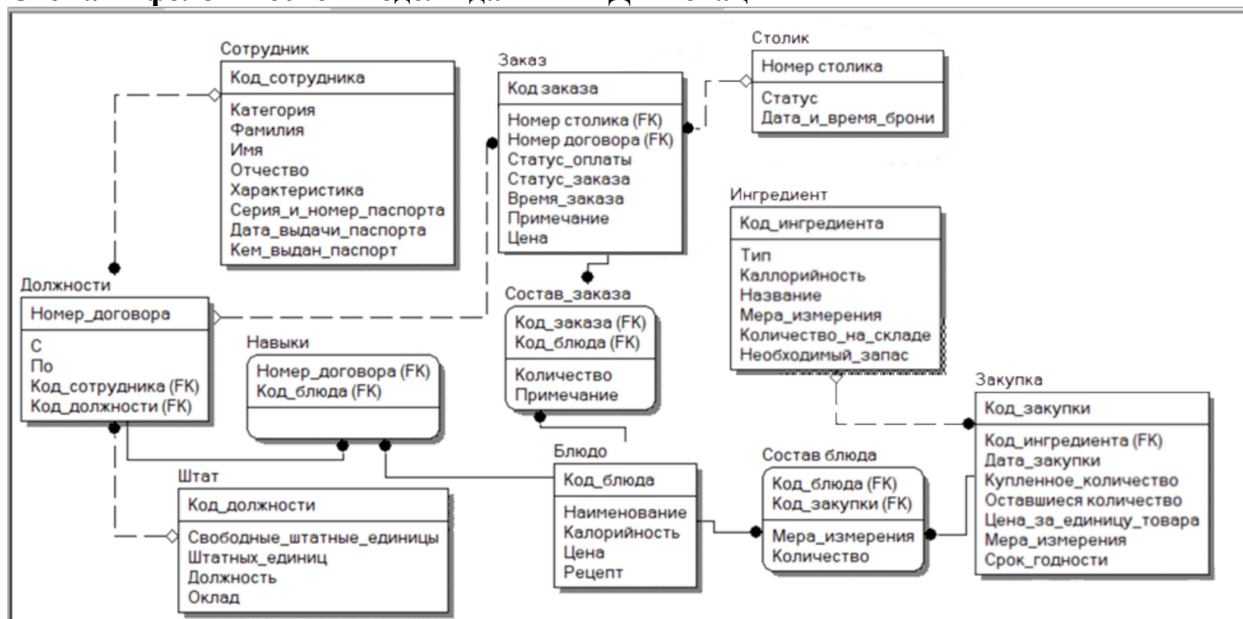 Сотрудник
Код_сотрудника
Категория
Фамилия
Имя
Отчество
Характеристика
Серия_и_номер_паспорта
Дата_выдачи_паспорта
Кем_выдан_паспорт
Заказ
Код заказа
Номер столика (FK)
Номер договора (FK)
Статус_оплаты
Статус_заказа
Время_заказа
Примечание
Цена
Столик
Номер столика
Статус
Дата_и_время_брони
Ингредиент
Код_ингредиента
Тип
Каллорийность
Название
Мера_измерения
Количество_на_складе
Необходимый_запас
Должности
Номер_договора
С
По
Код_сотрудника (FK)
Код_должности (FK)
Навыки
Номер_договора (FK)
Код_блюда (FK)
Состав_заказа
Код_заказа (FK)
Код_блюда (FK)
Количество
Примечание
Закупка
Код_закупки
Код_ингредиента (FK)
Дата_закупки
Купленное_количество
Оставшиеся количество
Цена_за_единицу_товара
Мера_измерения
Срок_годности
Штат
Код_должности
Свободные_штатные_единицы
Штатных_единиц
Должность
Оклад
Блюдо
Код_блюда
Наименование
Калорийность
Цена
Рецепт
Состав блюда
Код_блюда (FK)
Код_закупки (FK)
Мера_измерения
Количество